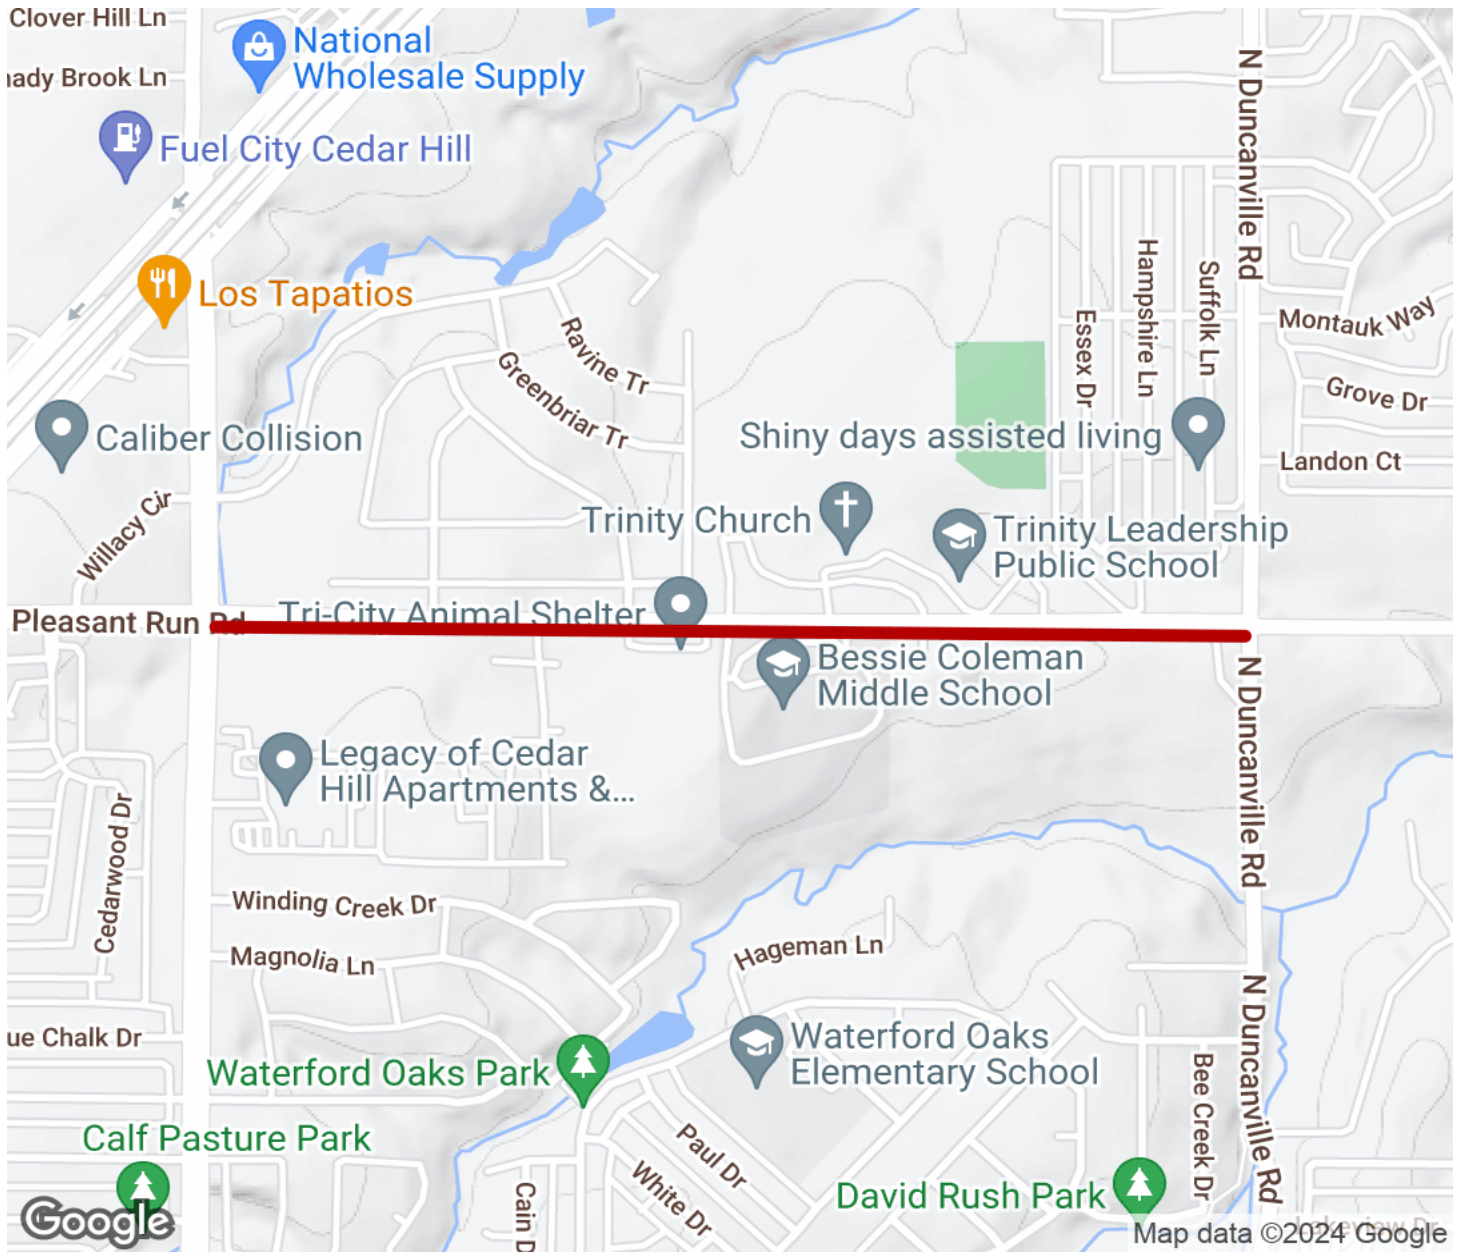 Clover Hill Ln
National
Wholesale Supply
hady Brook Ln
Fuel City Cedar Hill
N Duncanville Rd
Los Tapatios
Ravine Tr
Greenbriar Tr
Essex Dr
Hampshire Ln
Suffolk Ln
Montauk Way
Grove Dr
Caliber Collision
Shiny days assisted living
Landon Ct
Willacy Cir
Trinity Church
Trinity Leadership
Public School
Pleasant Run Rd
Tri-City Animal Shelter
Bessie Coleman
Middle School
N Duncanville Rd
Legacy of Cedar
Hill Apartments &...
Cedarwood Dr
Winding Creek Dr
Magnolia Ln
Hageman Ln
ue Chalk Dr
Waterford Oaks Park
Waterford Oaks
Elementary School
N Duncanville Rd
Bee Creek Dr
Calf Pasture Park
Paul Dr
White Dr
Cain D
David Rush Park
Lakeview Dr
Google
Map data ©2024 Google